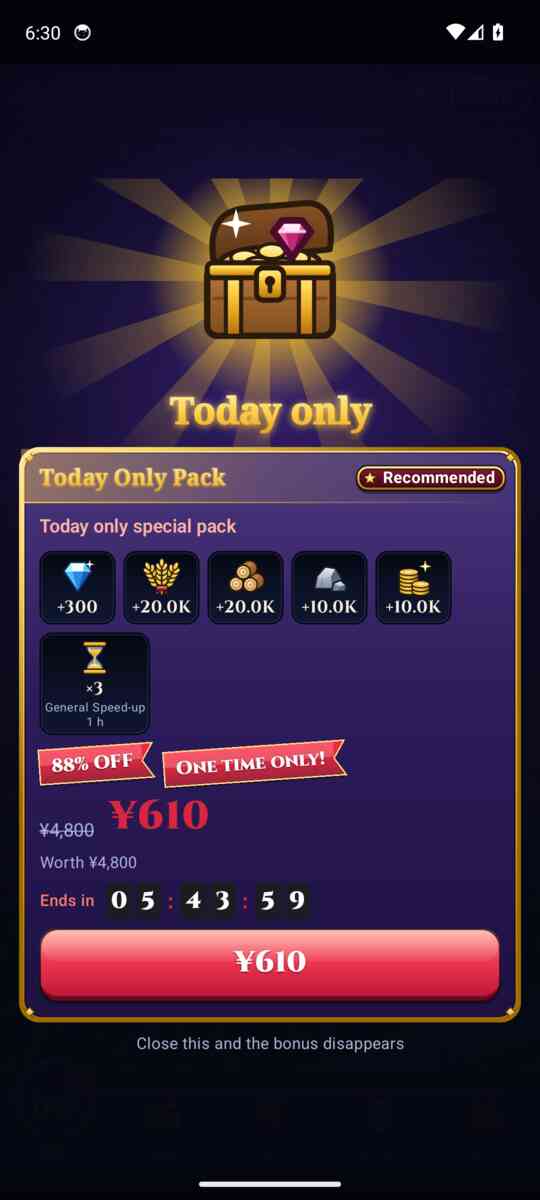 6:30
Today only
Today Only Pack
Recommended
Today only special pack
+300 +20.0K +20.0K +10.0K +10.0K
×3
General Speed-up
1 h
88% OFF ONE TIME ONLY!
¥4,800 ¥610
Worth ¥4,800
Ends in 05:43:59
¥610
Close this and the bonus disappears